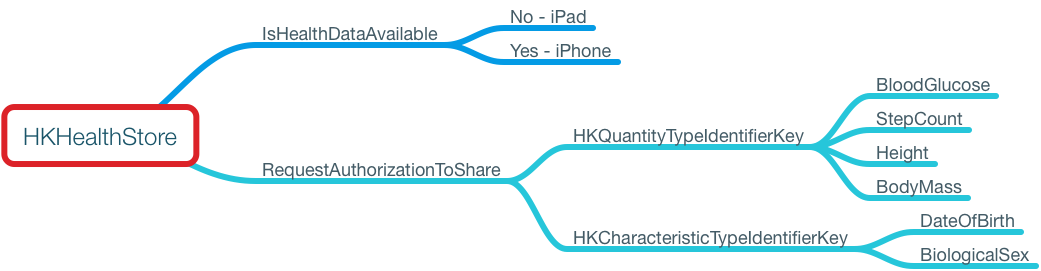 HKHealthStore
IsHealthDataAvailable
No - iPad
Yes - iPhone
RequestAuthorizationToShare
HKQuantityTypeIdentifierKey
BloodGlucose
StepCount
Height
BodyMass
HKCharacteristicTypeIdentifierKey
DateOfBirth
BiologicalSex